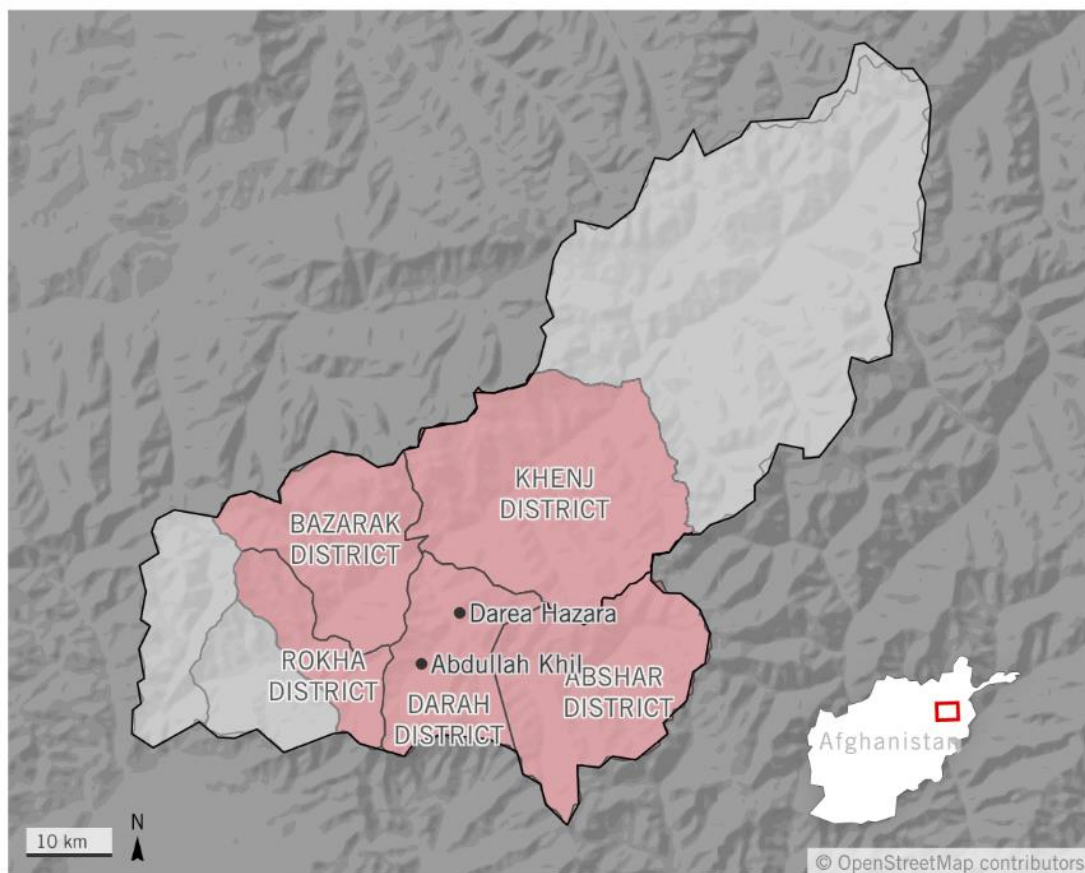 KHENJ
DISTRICT
BAZARAK
DISTRICT
Darea Hazara
Abdullah Khil
ROKHA
DISTRICT
ABSHAR
DISTRICT
DARAH
DISTRICT
Afghanistan
10 km
N
© OpenStreetMap contributors